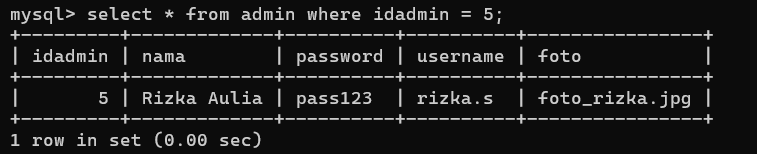 mysql> select * from admin where idadmin = 5;
+---------+-------------+----------+----------+----------------+
| idadmin | nama        | password | username | foto           |
+---------+-------------+----------+----------+----------------+
|       5 | Rizka Aulia | pass123  | rizka.s  | foto_rizka.jpg |
+---------+-------------+----------+----------+----------------+
1 row in set (0.00 sec)